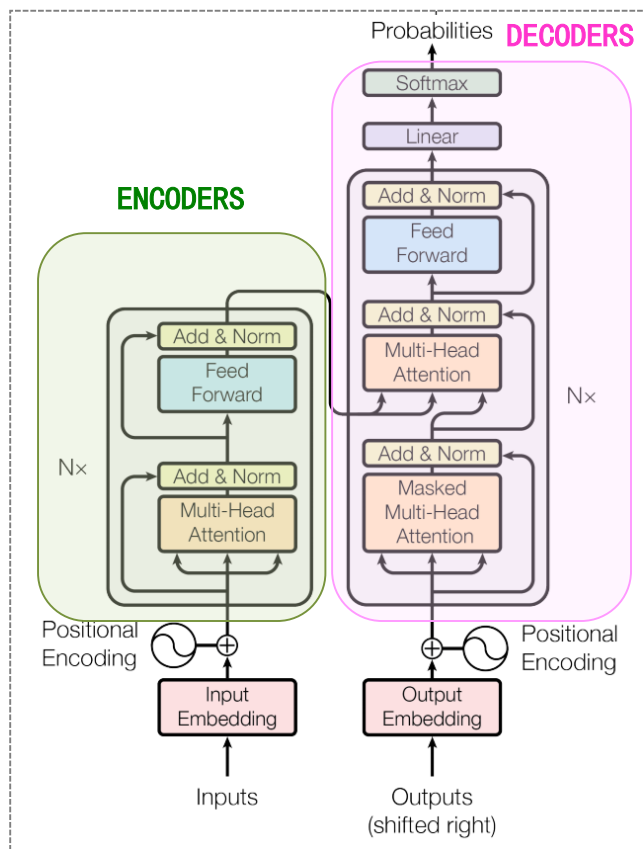 Probabilities
DECODERS
Softmax
Linear
Add & Norm
Feed
Forward
Add & Norm
Multi-Head
Attention
N×
Add & Norm
Masked
Multi-Head
Attention
ENCODERS
Add & Norm
Feed
Forward
N×
Add & Norm
Multi-Head
Attention
Positional
Encoding
Input
Embedding
Inputs
Positional
Encoding
Output
Embedding
Outputs
(shifted right)